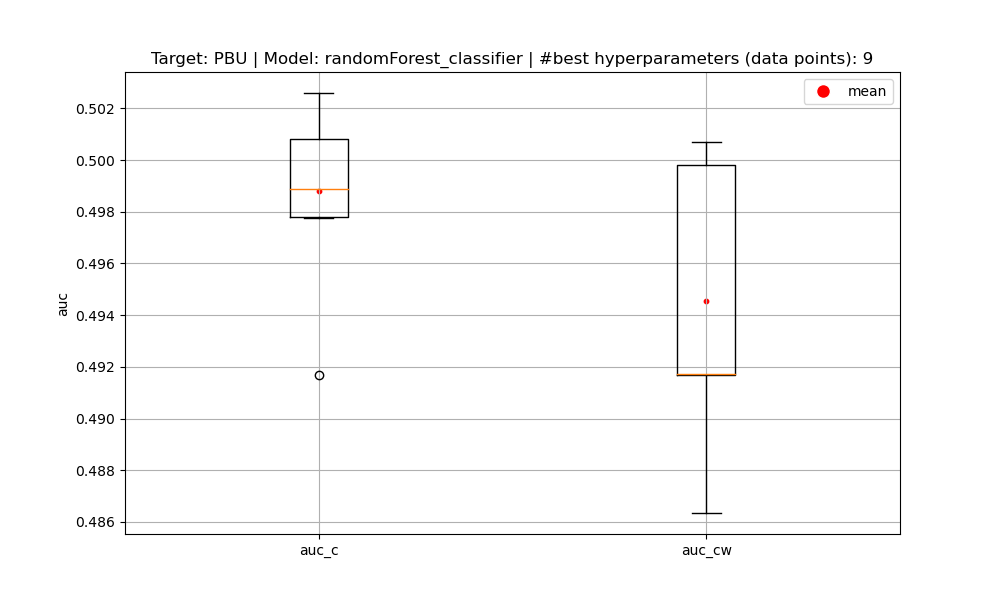 Target: PBU | Model: randomForest_classifier | #best hyperparameters (data points): 9
mean
0.502
0.500
0.498
0.496
0.494
0.492
0.490
0.488
0.486
auc
auc_c
auc_cw